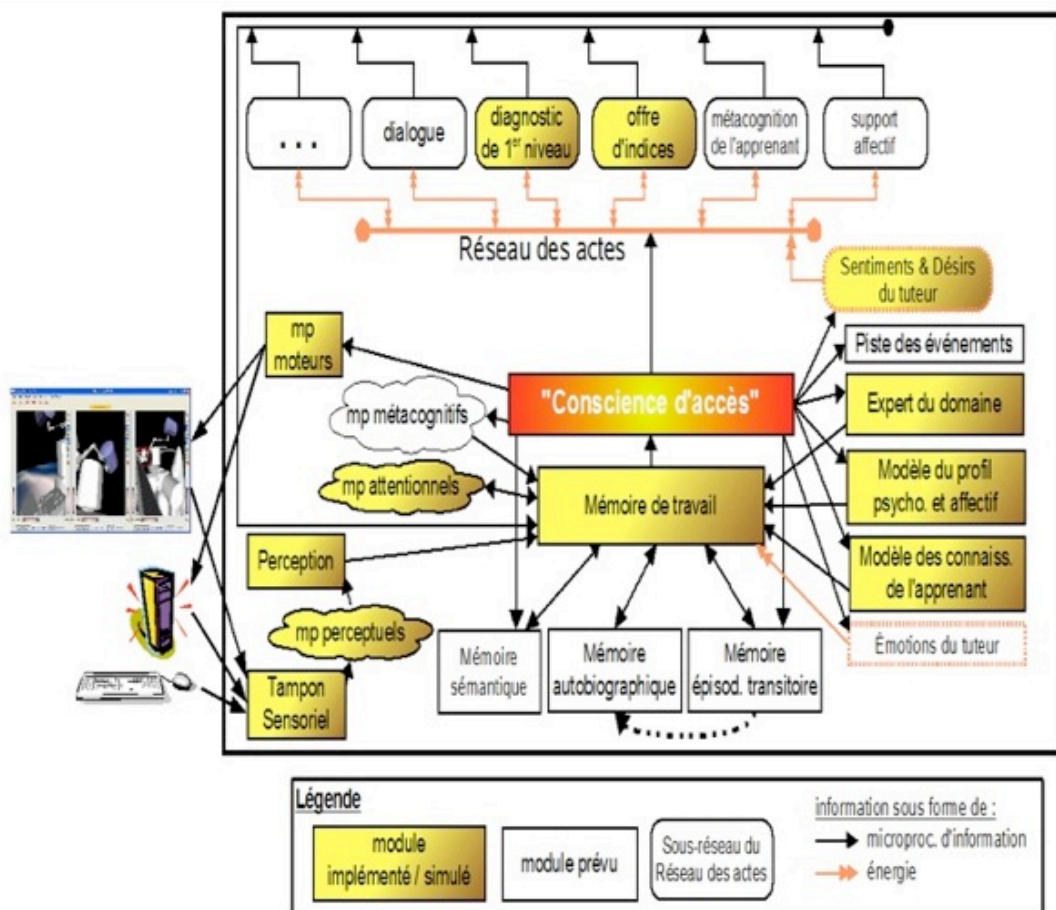 . . .
dialogue
diagnostic
de 1er niveau
offre
d'indices
métacognition
de l'apprenant
support
affectif
Réseau des actes
Sentiments & Désirs
du tuteur
mp
moteurs
Piste des événements
"Conscience d'accès"
Expert du domaine
mp métacognitifs
mp attentionnels
Mémoire de travail
Modèle du profil
psycho. et affectif
Perception
Modèle des connaiss.
de l'apprenant
mp perceptuels
Émotions du tuteur
Mémoire
sémantique
Mémoire
autobiographique
Mémoire
épisod. transitoire
Tampon
Sensoriel
Légende
module
implémenté / simulé
module prévu
Sous-réseau du
Réseau des actes
information sous forme de :
microproc. d'information
énergie